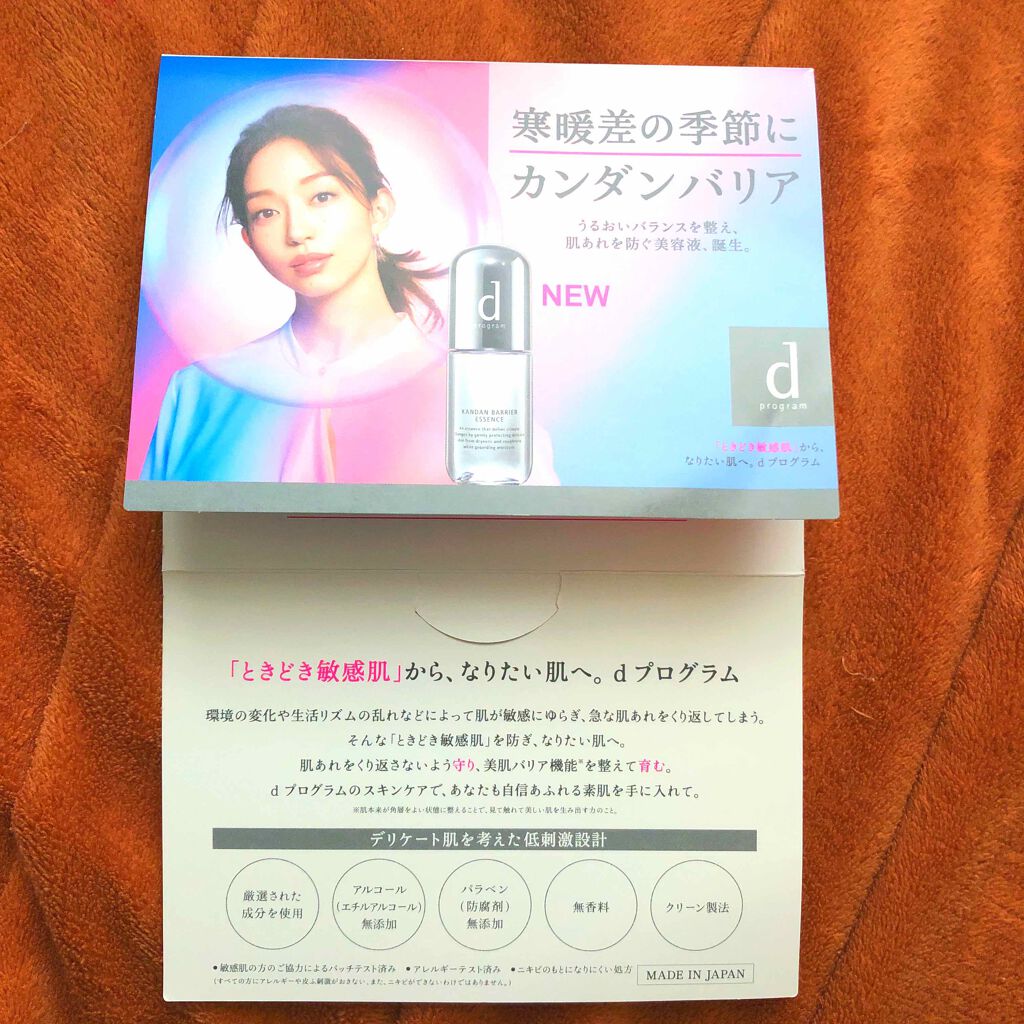 寒暖差の季節に
カンダンバリア
うるおいバランスを整え、
肌あれを防ぐ美容液、誕生。
NEW
d
program
KANDAN BARRIER
ESSENCE
An essence that defies climate
changes by gently protecting delicate
skin from dryness and roughness
while guarding moisture.
d
program
「ときどき敏感肌」から、
なりたい肌へ。dプログラム
「ときどき敏感肌」から、なりたい肌へ。d プログラム
環境の変化や生活リズムの乱れなどによって肌が敏感にゆらぎ、急な肌あれをくり返してしまう。
そんな「ときどき敏感肌」を防ぎ、なりたい肌へ。
肌あれをくり返さないよう守り、美肌バリア機能※を整えて育む。
d プログラムのスキンケアで、あなたも自信あふれる素肌を手に入れて。
※肌本来が角層をよい状態に整えることで、見て触れて美しい肌を生み出す力のこと。
デリケート肌を考えた低刺激設計
厳選された
成分を使用
アルコール
(エチルアルコール)
無添加
パラベン
(防腐剤)
無添加
無香料
クリーン製法
●敏感肌の方のご協力によるパッチテスト済み ●アレルギーテスト済み ●ニキビのもとになりにくい処方
(すべての方にアレルギーや皮ふ刺激がおきない、また、ニキビができないわけではありません。)
MADE IN JAPAN